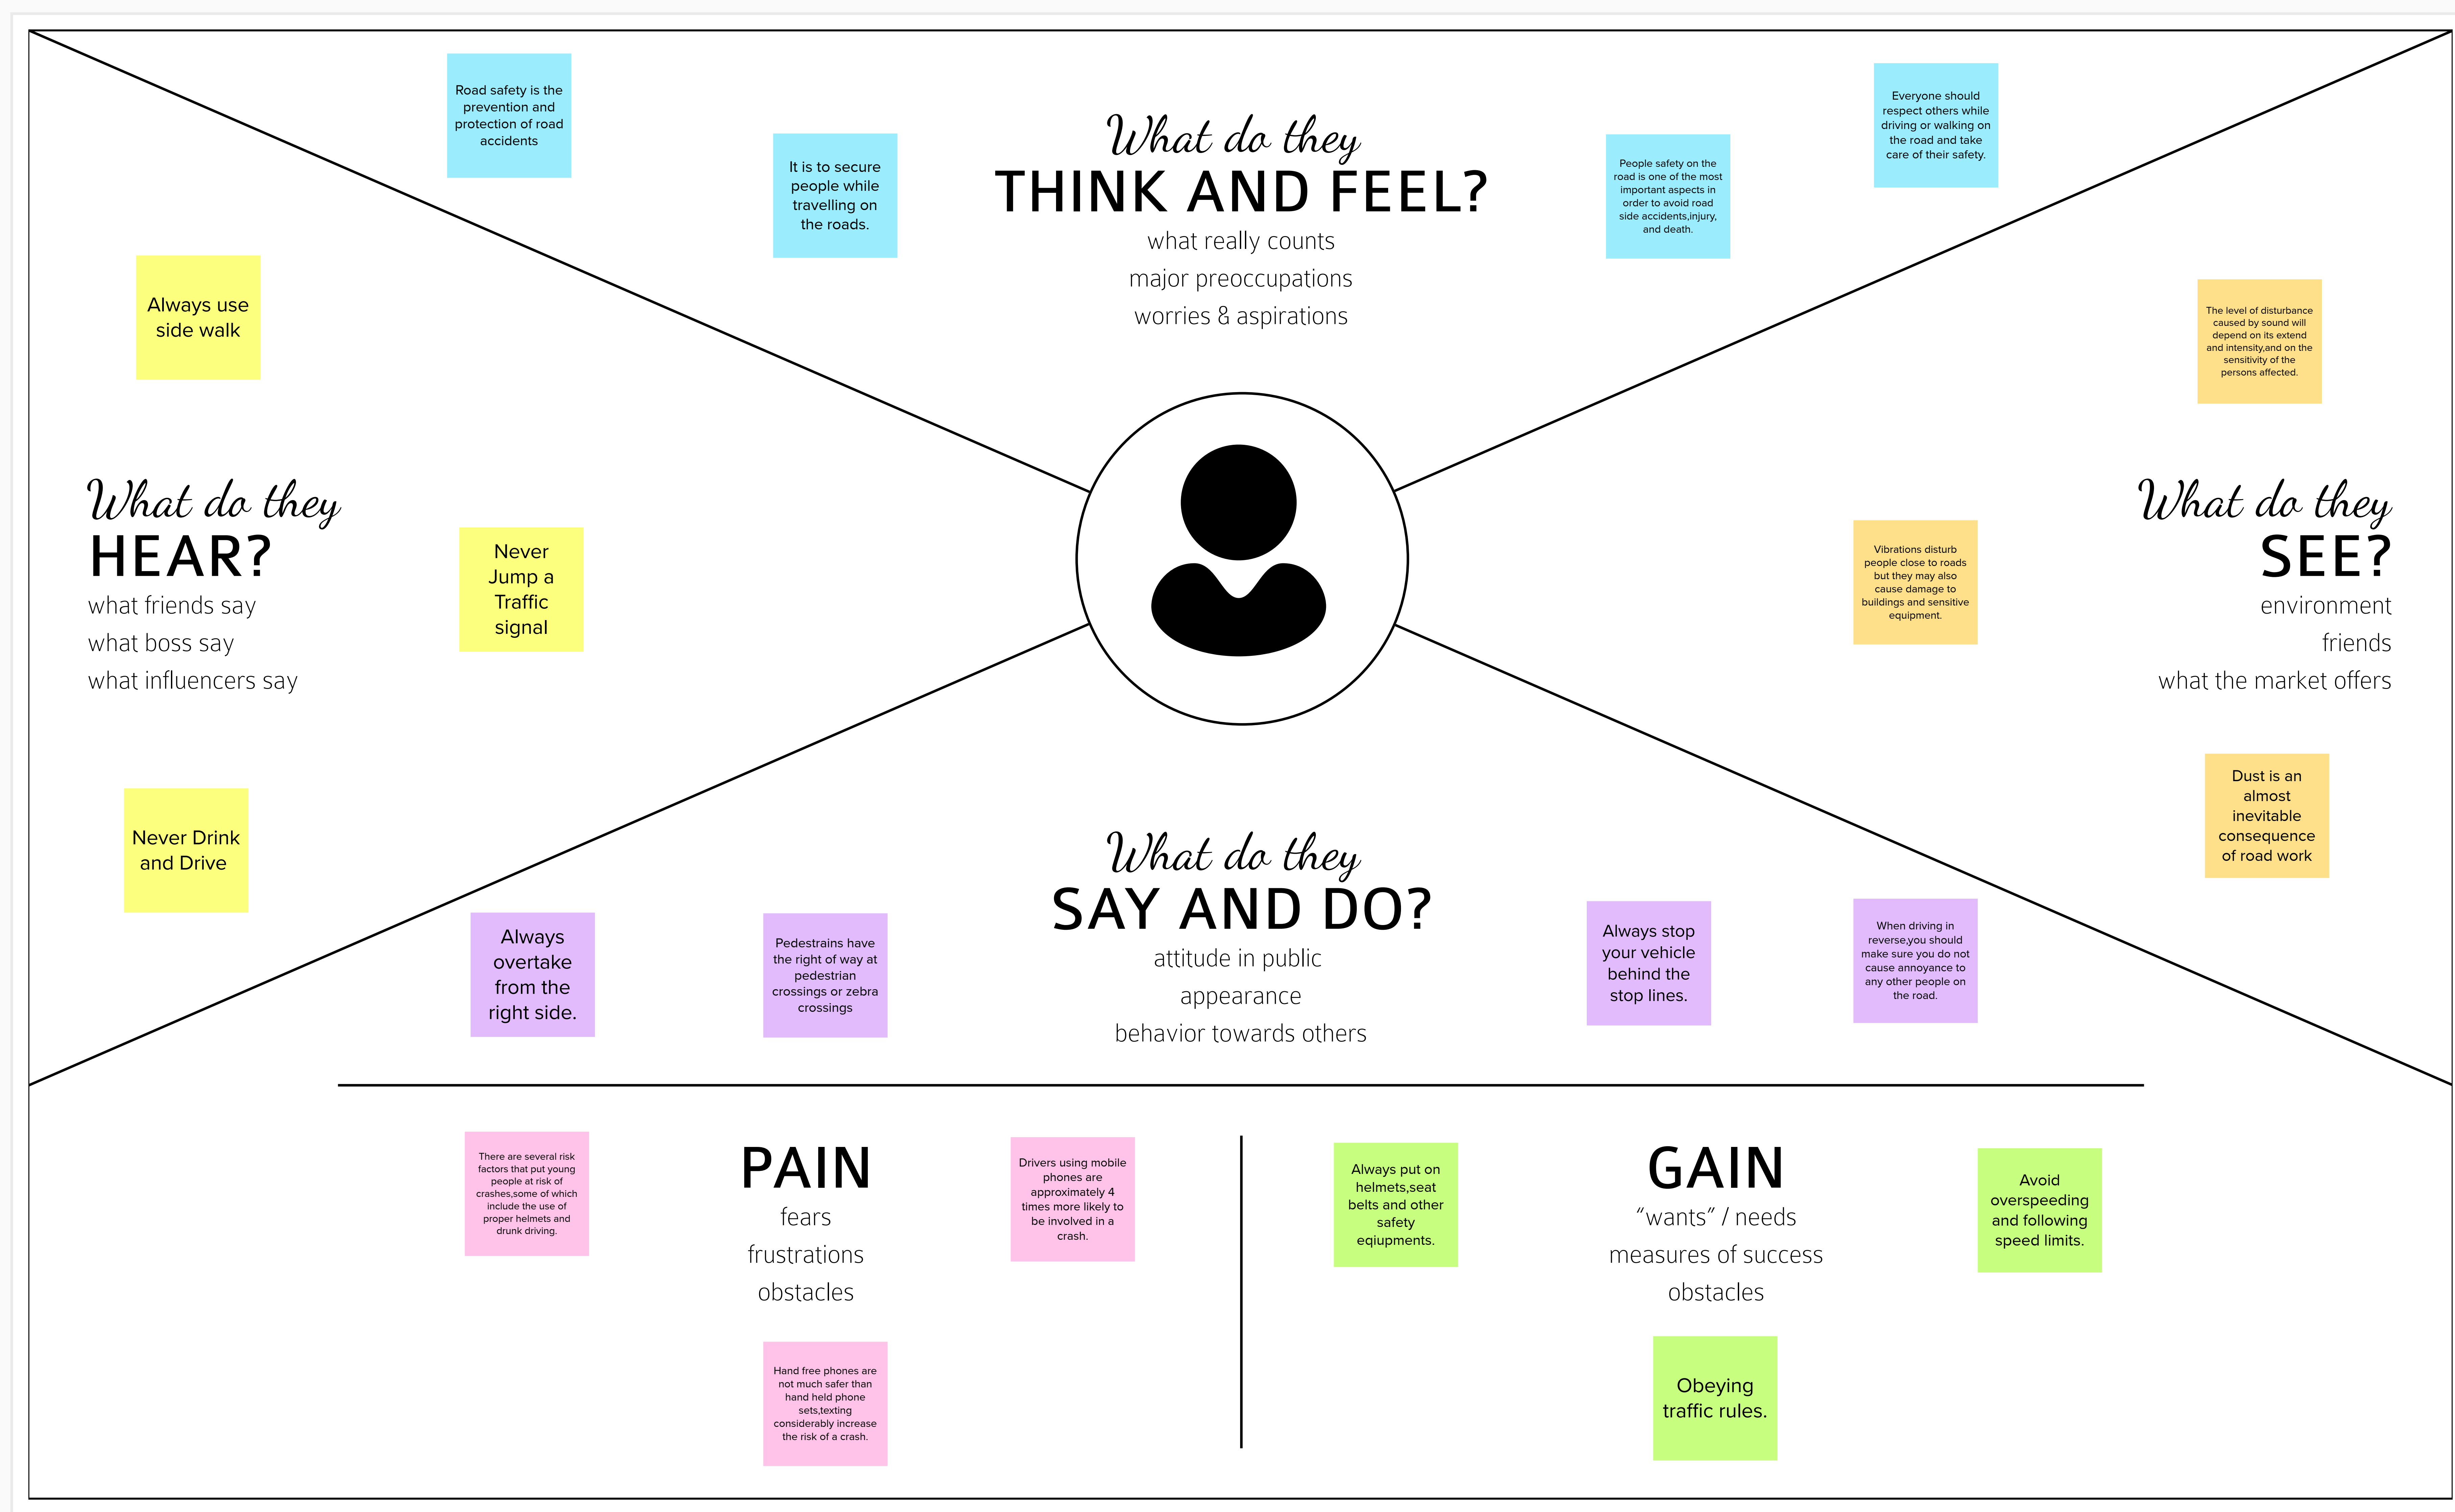 Road safety is the
prevention and
protection of road
accidents
It is to secure
people while
travelling on
the roads.
What do they
THINK AND FEEL?
what really counts
major preoccupations
worries & aspirations
People safety on the
road is one of the most
important aspects in
order to avoid road
side accidents,injury,
and death.
Everyone should
respect others while
driving or walking on
the road and take
care of their safety.
Always use
side walk
What do they
HEAR?
what friends say
what boss say
what influencers say
Never
Jump a
Traffic
signal
Never Drink
and Drive
The level of disturbance
caused by sound will
depend on its extend
and intensity,and on the
sensitivity of the
persons affected.
Vibrations disturb
people close to roads
but they may also
cause damage to
buildings and sensitive
equipment.
What do they
SEE?
environment
friends
what the market offers
Dust is an
almost
inevitable
consequence
of road work
Always
overtake
from the
right side.
Pedestrains have
the right of way at
pedestrian
crossings or zebra
crossings
What do they
SAY AND DO?
attitude in public
appearance
behavior towards others
Always stop
your vehicle
behind the
stop lines.
When driving in
reverse,you should
make sure you do not
cause annoyance to
any other people on
the road.
There are several risk
factors that put young
people at risk of
crashes,some of which
include the use of
proper helmets and
drunk driving.
PAIN
fears
frustrations
obstacles
Drivers using mobile
phones are
approximately 4
times more likely to
be involved in a
crash.
Hand free phones are
not much safer than
hand held phone
sets,texting
considerably increase
the risk of a crash.
Always put on
helmets,seat
belts and other
safety
eqiupments.
GAIN
"wants" / needs
measures of success
obstacles
Avoid
overspeeding
and following
speed limits.
Obeying
traffic rules.